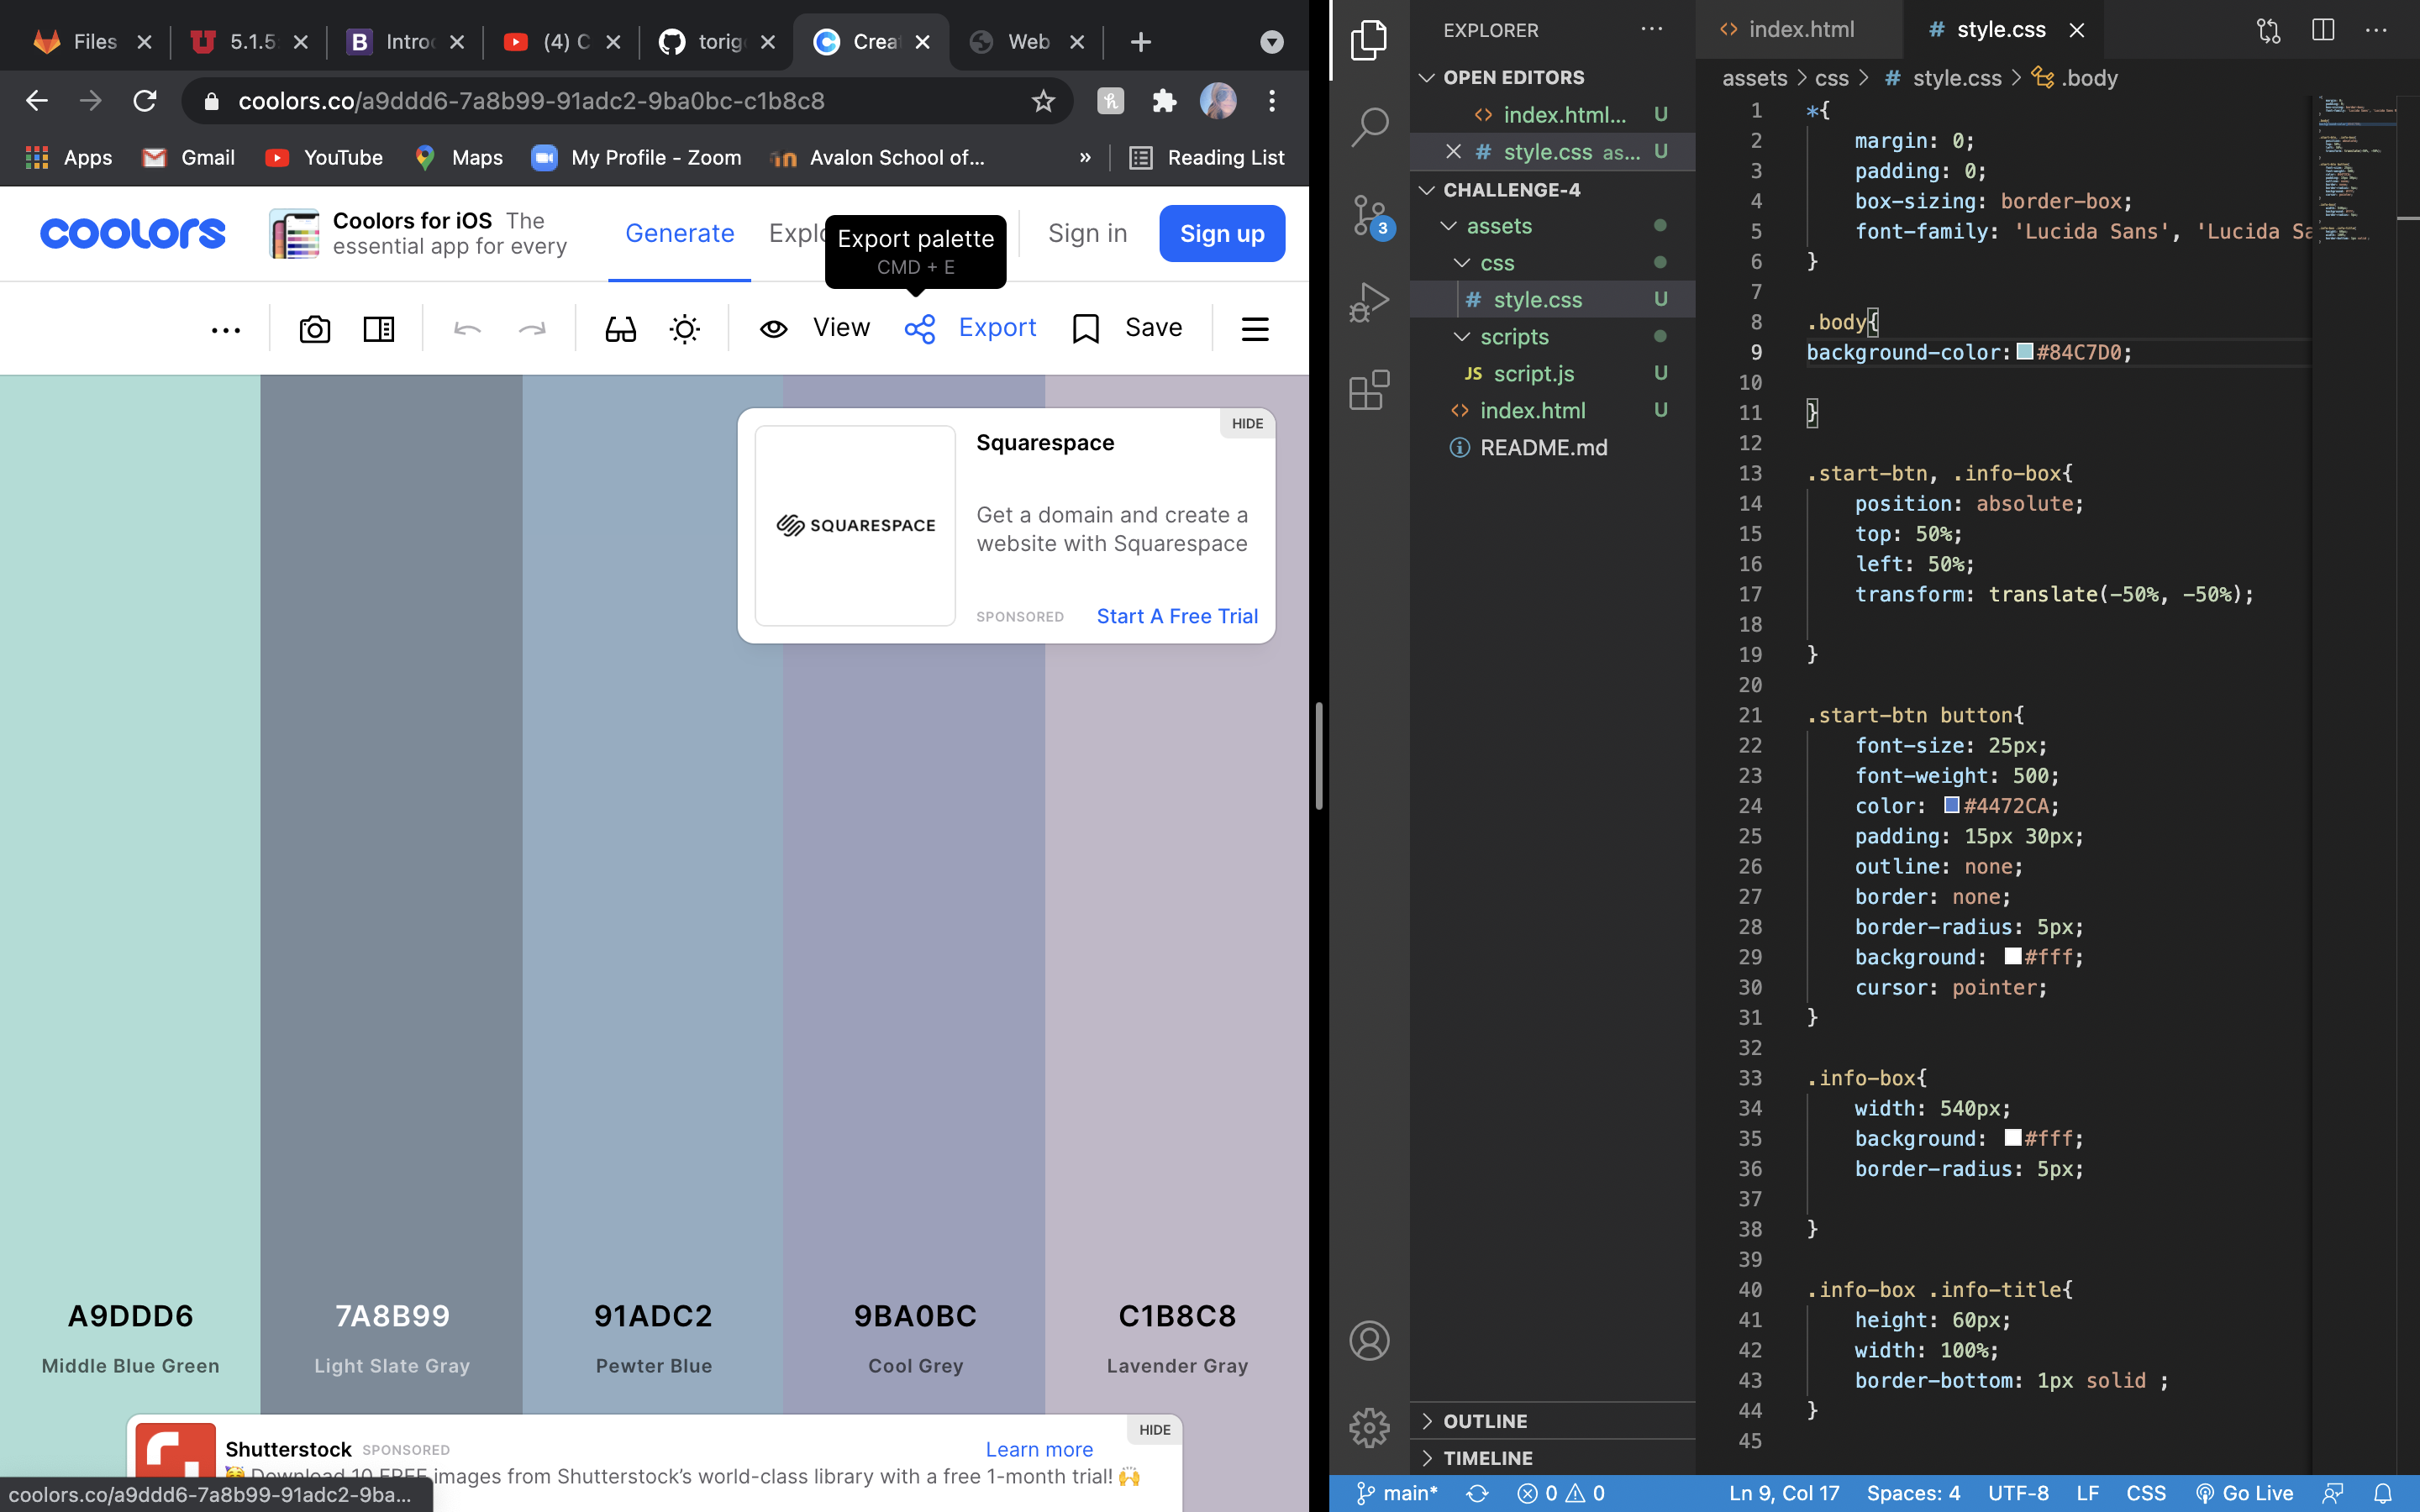 Files
5.1.5
Intro
(4) C
torig
Crea
Web
coolors.co/a9ddd6-7a8b99-91adc2-9ba0bc-c1b8c8
Apps
Gmail
YouTube
Maps
My Profile - Zoom
Avalon School of...
»
Reading List
coolors
Coolors for iOS The
essential app for every
Generate
Explo
Export palette
CMD + E
Sign in
Sign up
View
Export
Save
HIDE
Squarespace
SQUARESPACE
Get a domain and create a
website with Squarespace
SPONSORED
Start A Free Trial
A9DDD6
Middle Blue Green
7A8B99
Light Slate Gray
91ADC2
Pewter Blue
9BA0BC
Cool Grey
C1B8C8
Lavender Gray
HIDE
Shutterstock SPONSORED
Learn more
🥳 Download 10 FREE images from Shutterstock's world-class library with a free 1-month trial! 🙌
coolors.co/a9ddd6-7a8b99-91adc2-9ba...
3
EXPLORER
OPEN EDITORS
index.html... U
# style.css as... U
CHALLENGE-4
assets
css
# style.css U
scripts
JS script.js U
index.html U
README.md
OUTLINE
TIMELINE
<> index.html
# style.css
assets > css > # style.css > .body
1 *{
2 margin: 0;
3 padding: 0;
4 box-sizing: border-box;
5 font-family: 'Lucida Sans', 'Lucida Sa
6 }
7
8 .body{
9 background-color: #84C7D0;
10
11 }
12
13 .start-btn, .info-box{
14 position: absolute;
15 top: 50%;
16 left: 50%;
17 transform: translate(-50%, -50%);
18
19 }
20
21 .start-btn button{
22 font-size: 25px;
23 font-weight: 500;
24 color: #4472CA;
25 padding: 15px 30px;
26 outline: none;
27 border: none;
28 border-radius: 5px;
29 background: #fff;
30 cursor: pointer;
31 }
32
33 .info-box{
34 width: 540px;
35 background: #fff;
36 border-radius: 5px;
37
38 }
39
40 .info-box .info-title{
41 height: 60px;
42 width: 100%;
43 border-bottom: 1px solid ;
44 }
45
main*
0 0
Ln 9, Col 17
Spaces: 4
UTF-8
LF
CSS
Go Live